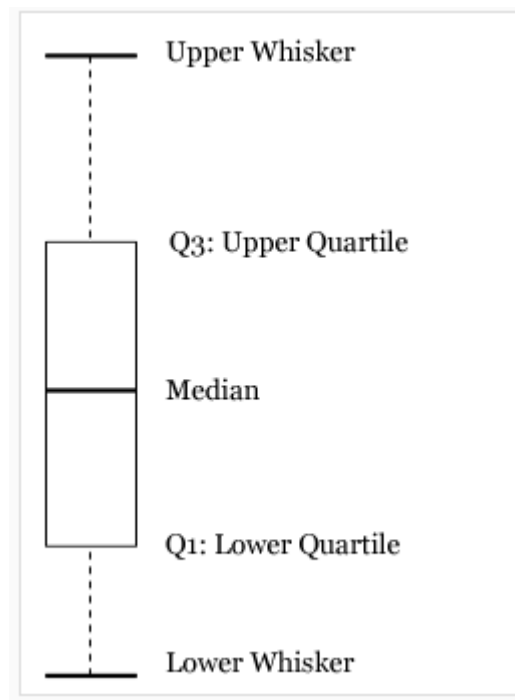 Upper Whisker
Q3: Upper Quartile
Median
Q1: Lower Quartile
Lower Whisker